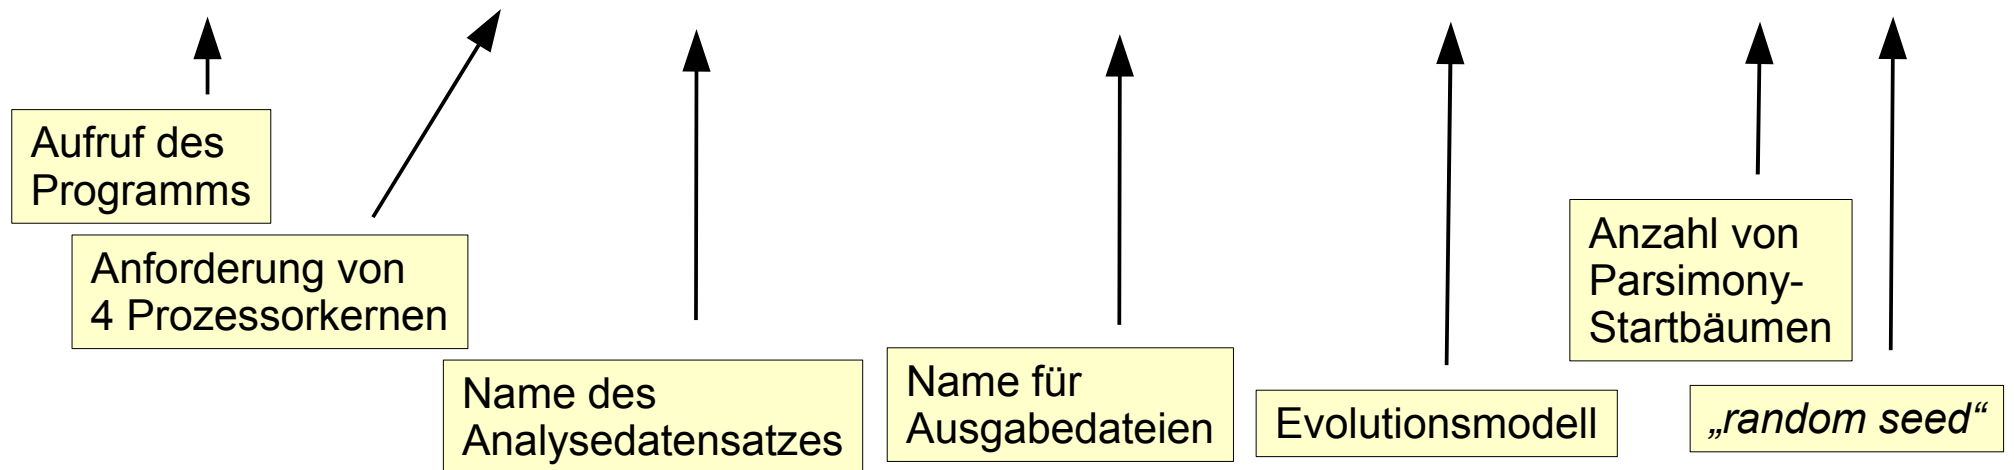 Aufruf des
Programms
Anforderung von
4 Prozessorkernen
Name des
Analysedatensatzes
Name für
Ausgabedateien
Evolutionsmodell
Anzahl von
Parsimony-
Startbäumen
„random seed“